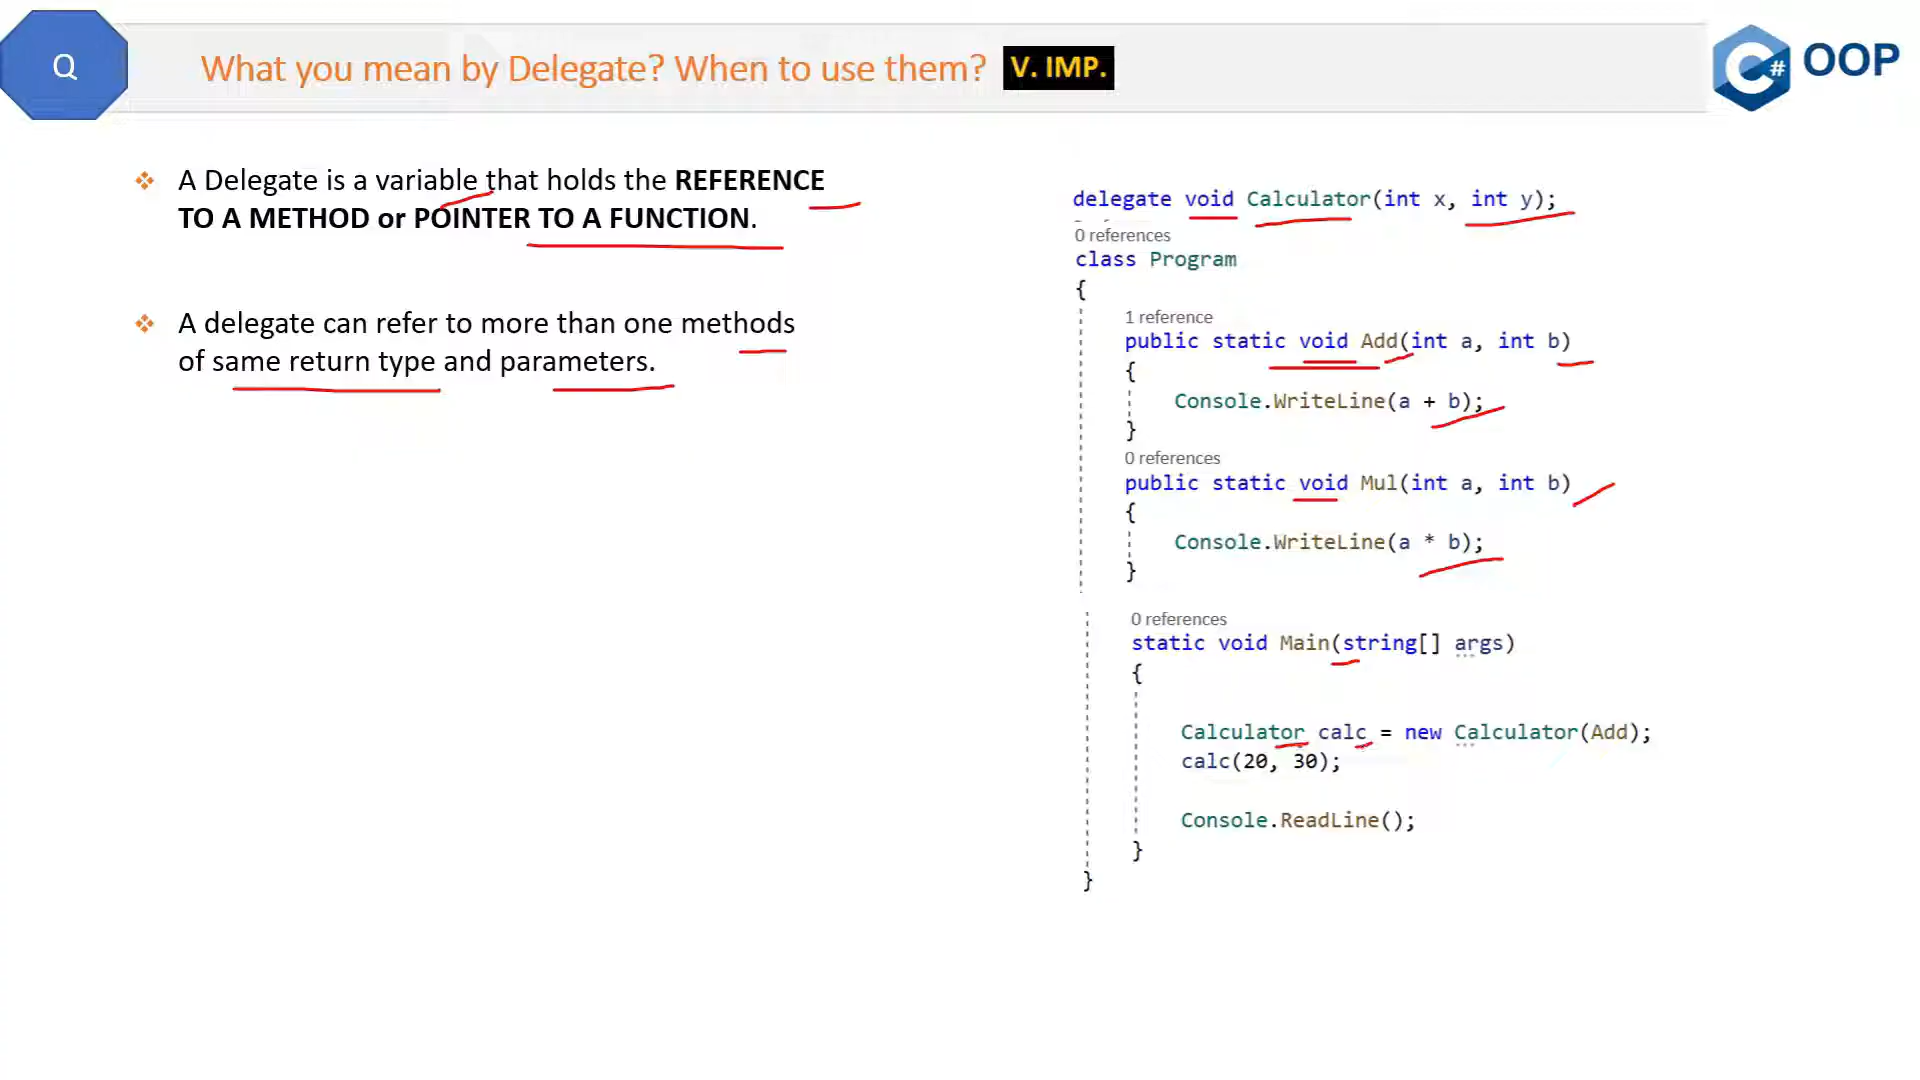 Q
What you mean by Delegate? When to use them?
V. IMP.
C#
OOP
A Delegate is a variable that holds the REFERENCE
TO A METHOD or POINTER TO A FUNCTION.
A delegate can refer to more than one methods
of same return type and parameters.
delegate void Calculator(int x, int y);
0 references
class Program
{
1 reference
public static void Add(int a, int b)
{
Console.WriteLine(a + b);
}
0 references
public static void Mul(int a, int b)
{
Console.WriteLine(a * b);
}
0 references
static void Main(string[] args)
{
Calculator calc = new Calculator(Add);
calc(20, 30);
Console.ReadLine();
}
}